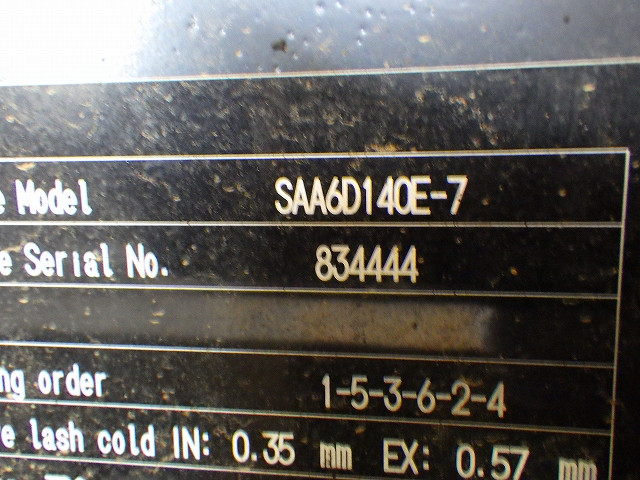 e Model SAA6D140E-7
e Serial No. 834444
ng order 1-5-3-6-2-4
e lash cold IN: 0.35 mm EX: 0.57 mm